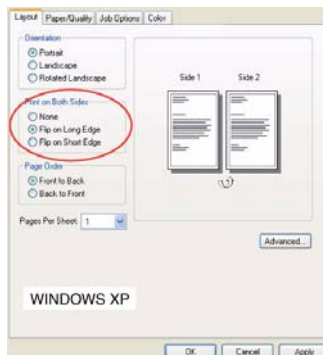 Layout Paper/Quality Job Options Color
Orientation
Portrait
Landscape
Rotated Landscape
Print on Both Sides
None
Flip on Long Edge
Flip on Short Edge
Page Order
Front to Back
Back to Front
Pages Per Sheet: 1
Side 1 Side 2
Advanced...
WINDOWS XP
OK Cancel Apply